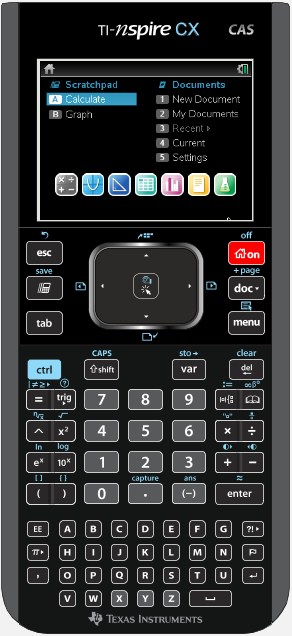 TI-nspire CX CAS
Scratchpad Documents
A Calculate 1 New Document
B Graph 2 My Documents
3 Recent ▸
4 Current
5 Settings
off
esc on
save + page
doc ▾
tab menu
CAPS sto → clear
ctrl ⇧shift var del
|≠≥▸ ? := ∞β°
= trig 7 8 9
ⁿ√x √ "□"
^ x² 4 5 6 × ÷
ln log
eˣ 10ˣ 1 2 3 + −
[ ] { } capture ans ≈
( ) 0 . (−) enter
EE A B C D E F G ?!▸
π▸ H I J K L M N
, O P Q R S T U ↵
V W X Y Z
TEXAS INSTRUMENTS